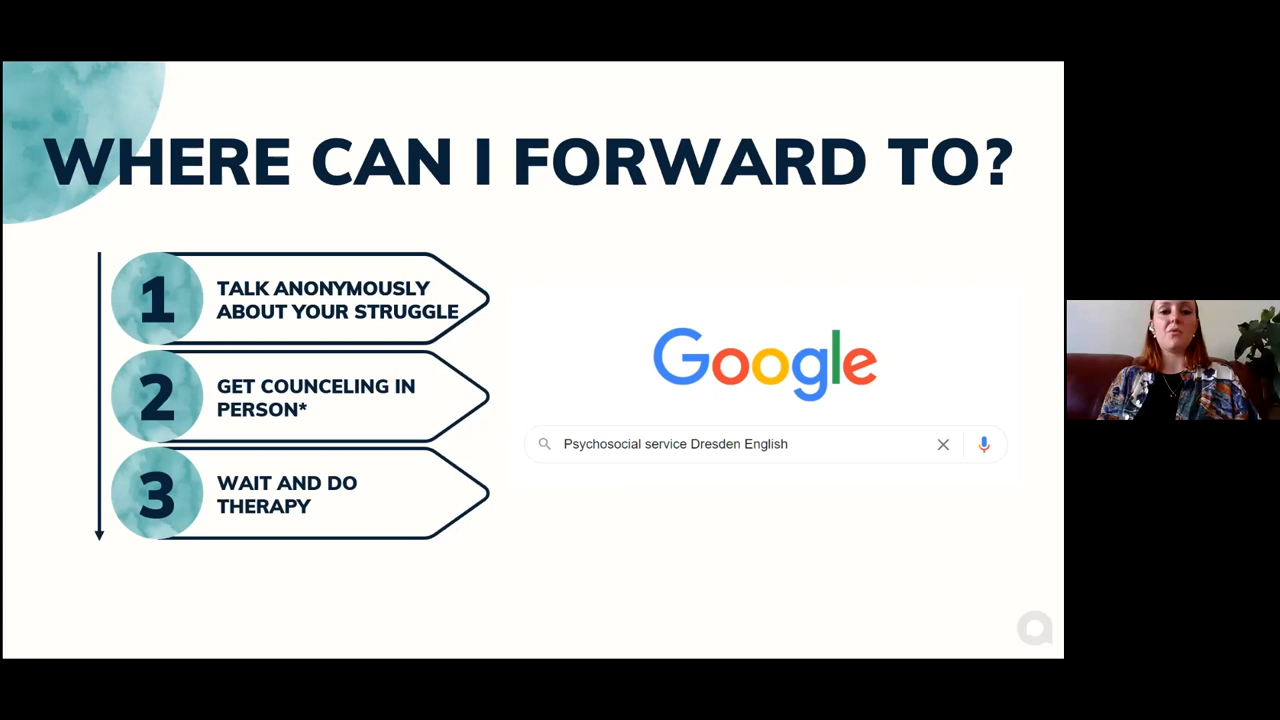 WHERE CAN I FORWARD TO?
1
TALK ANONYMOUSLY
ABOUT YOUR STRUGGLE
2
GET COUNCELING IN
PERSON*
3
WAIT AND DO
THERAPY
Google
Psychosocial service Dresden English